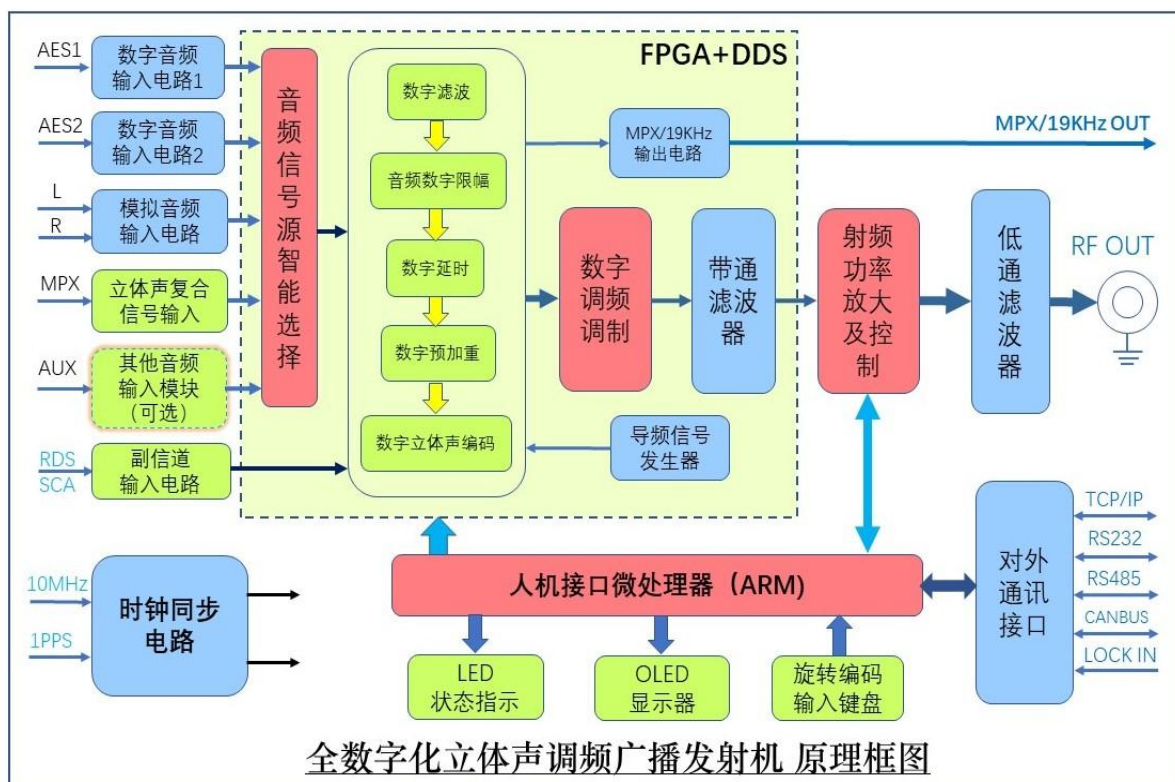 AES1
数字音频
输入电路1
AES2
数字音频
输入电路2
L
R
模拟音频
输入电路
MPX
立体声复合
信号输入
AUX
其他音频
输入模块
（可选）
RDS
SCA
副信道
输入电路
音频信号源智能选择
FPGA+DDS
数字滤波
音频数字限幅
数字延时
数字预加重
数字立体声编码
MPX/19KHz
输出电路
MPX/19KHz OUT
数字调频调制
带通滤波器
导频信号
发生器
射频功率放大及控制
低通滤波器
RF OUT
10MHz
1PPS
时钟同步
电路
人机接口微处理器（ARM)
LED
状态指示
OLED
显示器
旋转编码
输入键盘
对外通讯接口
TCP/IP
RS232
RS485
CANBUS
LOCK IN
全数字化立体声调频广播发射机 原理框图